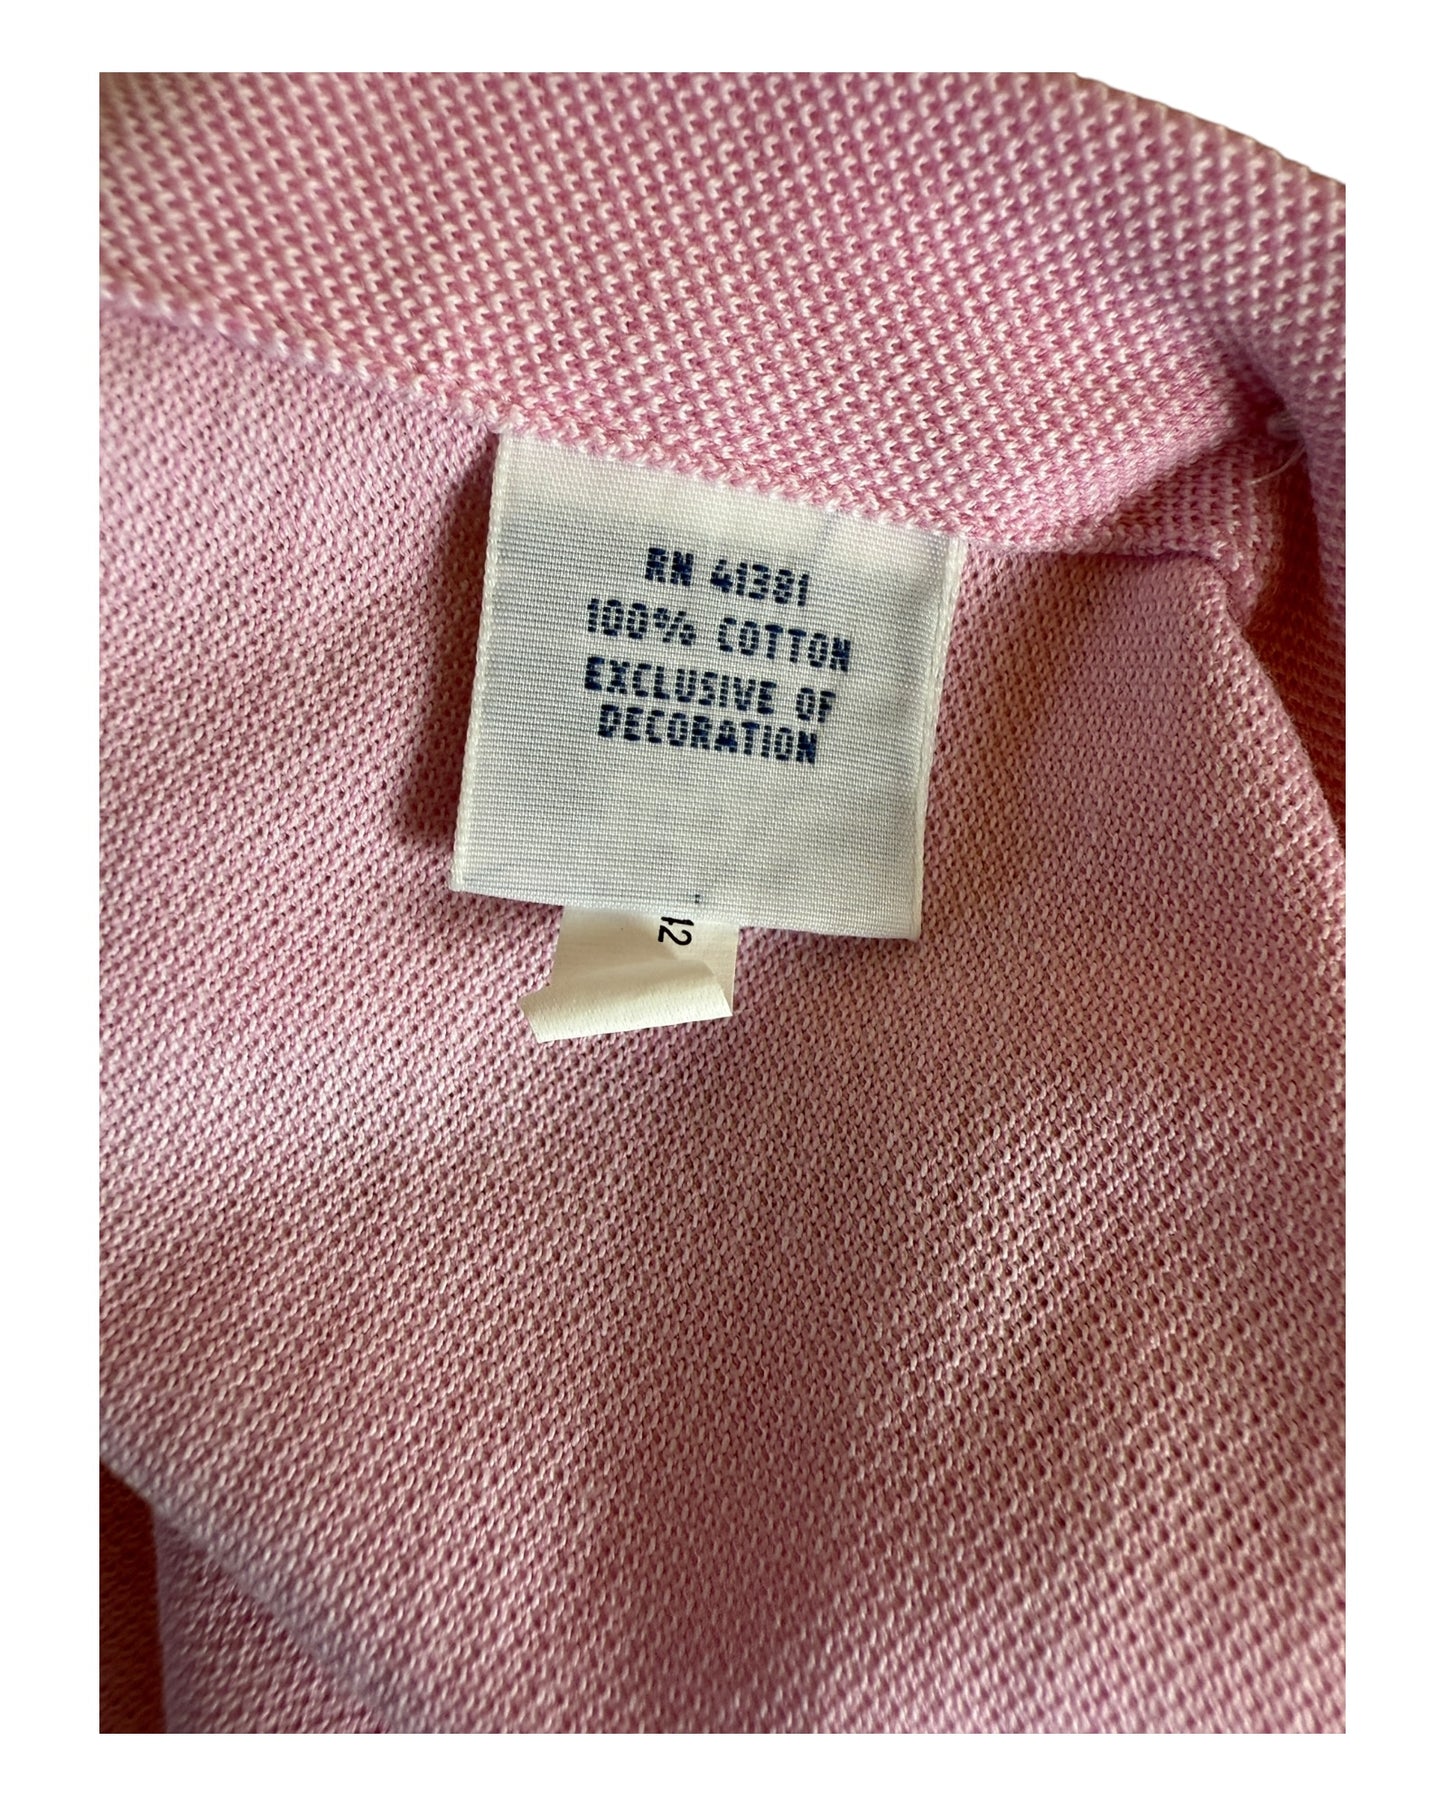 RN 41381
100% COTTON
EXCLUSIVE OF
DECORATION
12